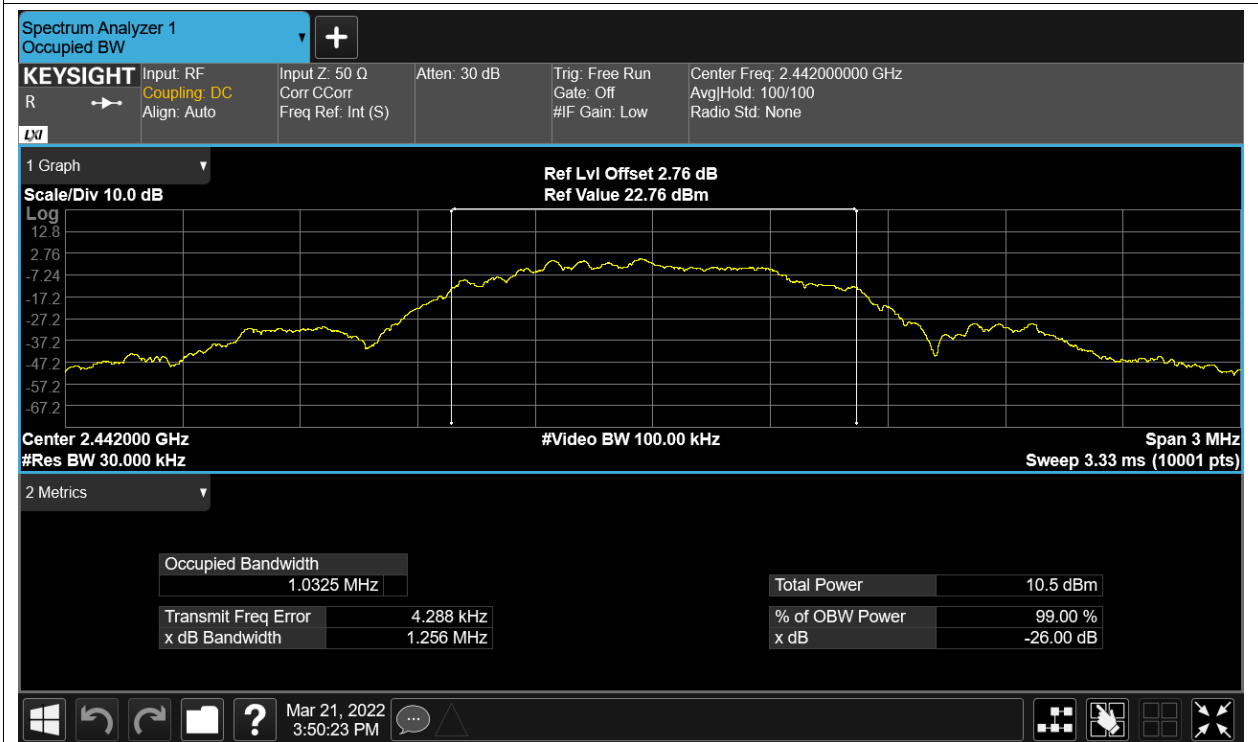 Spectrum Analyzer 1
Occupied BW
KEYSIGHT
R
LXI
Input: RF
Coupling: DC
Align: Auto
Input Z: 50 Ω
Corr CCorr
Freq Ref: Int (S)
Atten: 30 dB
Trig: Free Run
Gate: Off
#IF Gain: Low
Center Freq: 2.442000000 GHz
Avg|Hold: 100/100
Radio Std: None
1 Graph
Scale/Div 10.0 dB
Ref Lvl Offset 2.76 dB
Ref Value 22.76 dBm
Log
12.8
2.76
-7.24
-17.2
-27.2
-37.2
-47.2
-57.2
-67.2
Center 2.442000 GHz
#Video BW 100.00 kHz
Span 3 MHz
#Res BW 30.000 kHz
Sweep 3.33 ms (10001 pts)
2 Metrics
Occupied Bandwidth
1.0325 MHz
Total Power 10.5 dBm
Transmit Freq Error 4.288 kHz
% of OBW Power 99.00 %
x dB Bandwidth 1.256 MHz
x dB -26.00 dB
?
Mar 21, 2022
3:50:23 PM